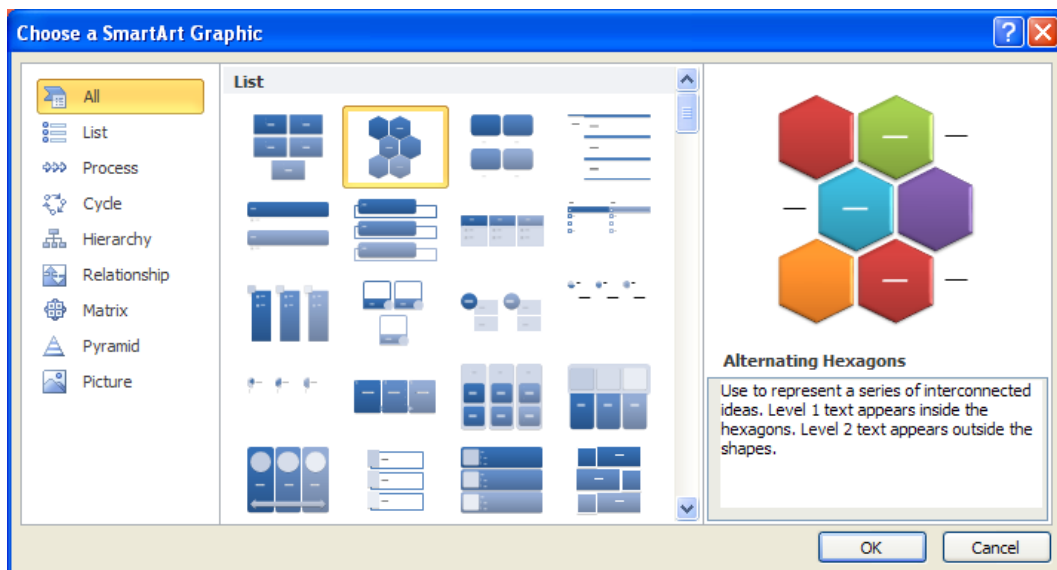 Choose a SmartArt Graphic
All
List
Process
Cycle
Hierarchy
Relationship
Matrix
Pyramid
Picture
List
Alternating Hexagons
Use to represent a series of interconnected
ideas. Level 1 text appears inside the
hexagons. Level 2 text appears outside the
shapes.
OK
Cancel